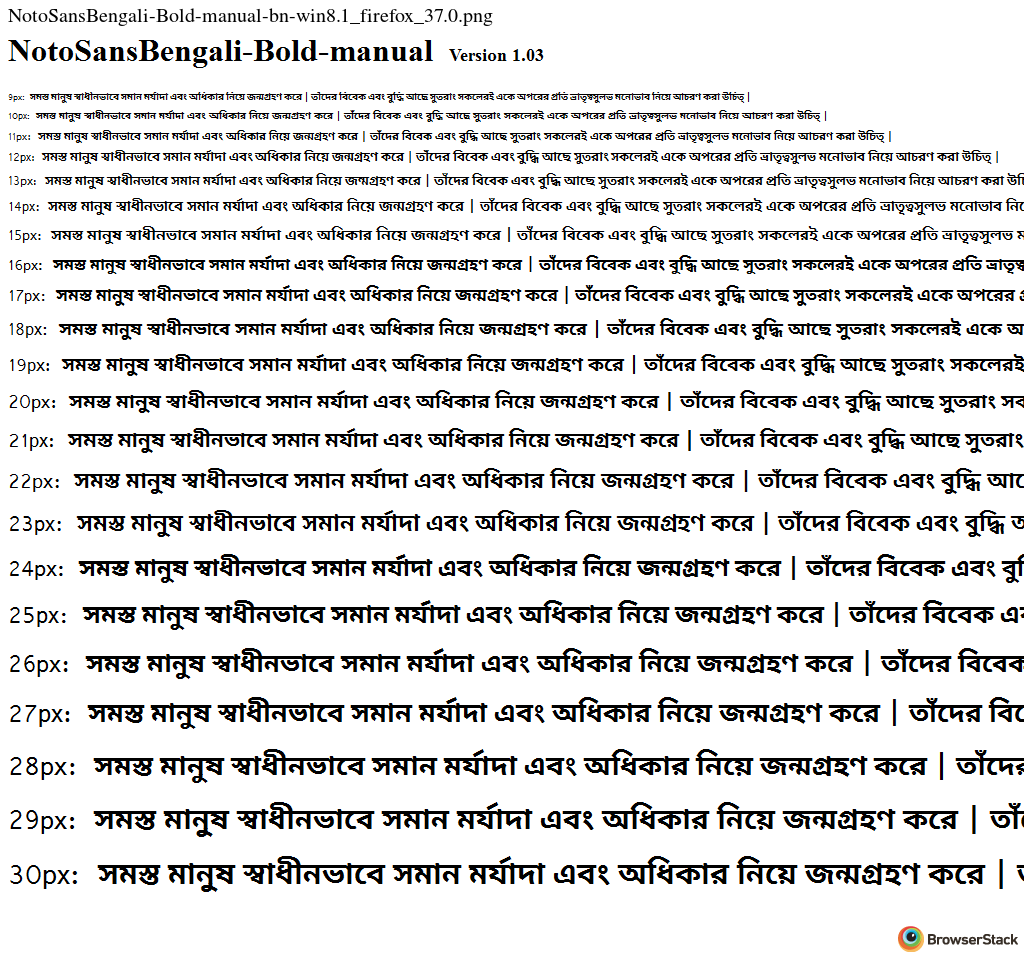 NotoSansBengali-Bold-manual-bn-win8.1_firefox_37.0.png
NotoSansBengali-Bold-manual Version 1.03
9px: সমস্ত মানুষ স্বাধীনভাবে সমান মর্যাদা এবং অধিকার নিয়ে জন্মগ্রহণ করে | তাঁদের বিবেক এবং বুদ্ধি আছে সুতরাং সকলেরই একে অপরের প্রতি ভ্রাতৃত্বসুলভ মনোভাব নিয়ে আচরণ করা উচিত্ |
10px: সমস্ত মানুষ স্বাধীনভাবে সমান মর্যাদা এবং অধিকার নিয়ে জন্মগ্রহণ করে | তাঁদের বিবেক এবং বুদ্ধি আছে সুতরাং সকলেরই একে অপরের প্রতি ভ্রাতৃত্বসুলভ মনোভাব নিয়ে আচরণ করা উচিত্ |
11px: সমস্ত মানুষ স্বাধীনভাবে সমান মর্যাদা এবং অধিকার নিয়ে জন্মগ্রহণ করে | তাঁদের বিবেক এবং বুদ্ধি আছে সুতরাং সকলেরই একে অপরের প্রতি ভ্রাতৃত্বসুলভ মনোভাব নিয়ে আচরণ করা উচিত্ |
12px: সমস্ত মানুষ স্বাধীনভাবে সমান মর্যাদা এবং অধিকার নিয়ে জন্মগ্রহণ করে | তাঁদের বিবেক এবং বুদ্ধি আছে সুতরাং সকলেরই একে অপরের প্রতি ভ্রাতৃত্বসুলভ মনোভাব নিয়ে আচরণ করা উচিত্ |
13px: সমস্ত মানুষ স্বাধীনভাবে সমান মর্যাদা এবং অধিকার নিয়ে জন্মগ্রহণ করে | তাঁদের বিবেক এবং বুদ্ধি আছে সুতরাং সকলেরই একে অপরের প্রতি ভ্রাতৃত্বসুলভ মনোভাব নিয়ে আচরণ করা
14px: সমস্ত মানুষ স্বাধীনভাবে সমান মর্যাদা এবং অধিকার নিয়ে জন্মগ্রহণ করে | তাঁদের বিবেক এবং বুদ্ধি আছে সুতরাং সকলেরই একে অপরের প্রতি ভ্রাতৃত্বসুলভ মনোভাব
15px: সমস্ত মানুষ স্বাধীনভাবে সমান মর্যাদা এবং অধিকার নিয়ে জন্মগ্রহণ করে | তাঁদের বিবেক এবং বুদ্ধি আছে সুতরাং সকলেরই একে অপরের প্রতি ভ্রাতৃত্বসুলভ
16px: সমস্ত মানুষ স্বাধীনভাবে সমান মর্যাদা এবং অধিকার নিয়ে জন্মগ্রহণ করে | তাঁদের বিবেক এবং বুদ্ধি আছে সুতরাং সকলেরই একে অপরের প্রতি
17px: সমস্ত মানুষ স্বাধীনভাবে সমান মর্যাদা এবং অধিকার নিয়ে জন্মগ্রহণ করে | তাঁদের বিবেক এবং বুদ্ধি আছে সুতরাং সকলেরই একে অপরের
18px: সমস্ত মানুষ স্বাধীনভাবে সমান মর্যাদা এবং অধিকার নিয়ে জন্মগ্রহণ করে | তাঁদের বিবেক এবং বুদ্ধি আছে সুতরাং সকলেরই একে
19px: সমস্ত মানুষ স্বাধীনভাবে সমান মর্যাদা এবং অধিকার নিয়ে জন্মগ্রহণ করে | তাঁদের বিবেক এবং বুদ্ধি আছে সুতরাং সকলেরই
20px: সমস্ত মানুষ স্বাধীনভাবে সমান মর্যাদা এবং অধিকার নিয়ে জন্মগ্রহণ করে | তাঁদের বিবেক এবং বুদ্ধি আছে সুতরাং
21px: সমস্ত মানুষ স্বাধীনভাবে সমান মর্যাদা এবং অধিকার নিয়ে জন্মগ্রহণ করে | তাঁদের বিবেক এবং বুদ্ধি আছে সুতরাং
22px: সমস্ত মানুষ স্বাধীনভাবে সমান মর্যাদা এবং অধিকার নিয়ে জন্মগ্রহণ করে | তাঁদের বিবেক এবং বুদ্ধি
23px: সমস্ত মানুষ স্বাধীনভাবে সমান মর্যাদা এবং অধিকার নিয়ে জন্মগ্রহণ করে | তাঁদের বিবেক এবং বুদ্ধি
24px: সমস্ত মানুষ স্বাধীনভাবে সমান মর্যাদা এবং অধিকার নিয়ে জন্মগ্রহণ করে | তাঁদের বিবেক এবং
25px: সমস্ত মানুষ স্বাধীনভাবে সমান মর্যাদা এবং অধিকার নিয়ে জন্মগ্রহণ করে | তাঁদের বিবেক
26px: সমস্ত মানুষ স্বাধীনভাবে সমান মর্যাদা এবং অধিকার নিয়ে জন্মগ্রহণ করে | তাঁদের বিবেক
27px: সমস্ত মানুষ স্বাধীনভাবে সমান মর্যাদা এবং অধিকার নিয়ে জন্মগ্রহণ করে | তাঁদের
28px: সমস্ত মানুষ স্বাধীনভাবে সমান মর্যাদা এবং অধিকার নিয়ে জন্মগ্রহণ করে | তাঁদের
29px: সমস্ত মানুষ স্বাধীনভাবে সমান মর্যাদা এবং অধিকার নিয়ে জন্মগ্রহণ করে |
30px: সমস্ত মানুষ স্বাধীনভাবে সমান মর্যাদা এবং অধিকার নিয়ে জন্মগ্রহণ করে |
BrowserStack